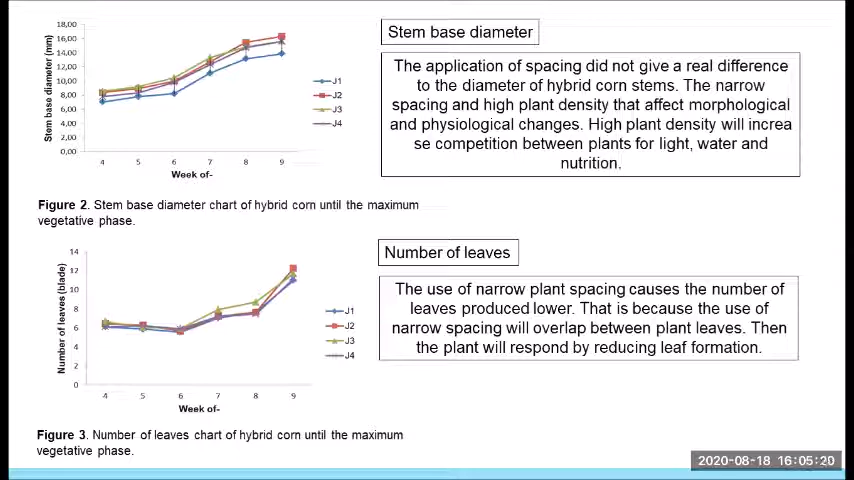 Stem base diameter
The application of spacing did not give a real difference
to the diameter of hybrid corn stems. The narrow
spacing and high plant density that affect morphological
and physiological changes. High plant density will increa
se competition between plants for light, water and
nutrition.
18,00
16,00
14,00
12,00
10,00
8,00
6,00
4,00
2,00
0,00
Stem base diameter (mm)
4 5 6 7 8 9
Week of-
J1
J2
J3
J4
Figure 2. Stem base diameter chart of hybrid corn until the maximum
vegetative phase.
Number of leaves
The use of narrow plant spacing causes the number of
leaves produced lower. That is because the use of
narrow spacing will overlap between plant leaves. Then
the plant will respond by reducing leaf formation.
14
12
10
8
6
4
2
0
Number of leaves (blade)
4 5 6 7 8 9
Week of-
J1
J2
J3
J4
Figure 3. Number of leaves chart of hybrid corn until the maximum
vegetative phase.
2020-08-18 16:05:20